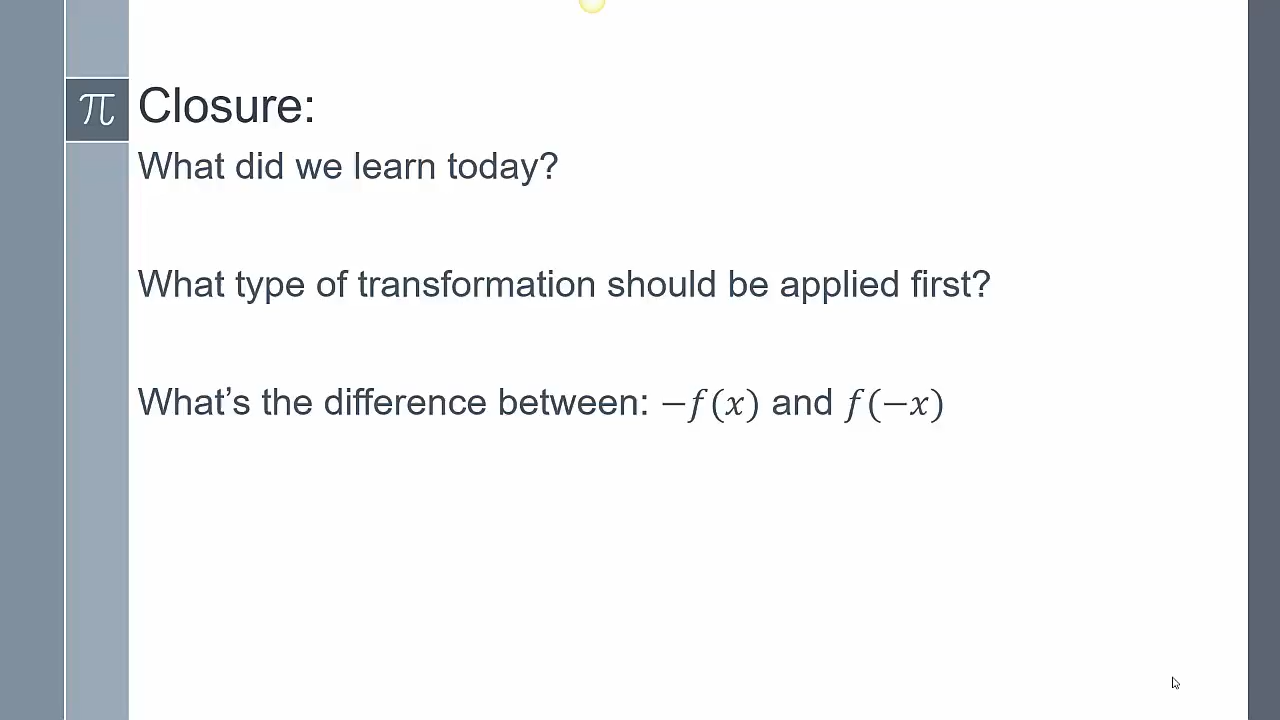 π
Closure:
What did we learn today?
What type of transformation should be applied first?
What’s the difference between: −𝑓(𝑥) and 𝑓(−𝑥)